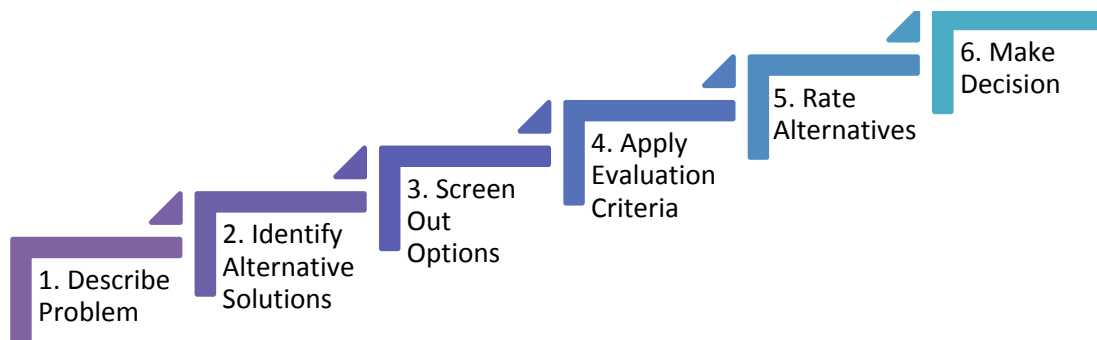 1. Describe
Problem
2. Identify
Alternative
Solutions
3. Screen
Out
Options
4. Apply
Evaluation
Criteria
5. Rate
Alternatives
6. Make
Decision